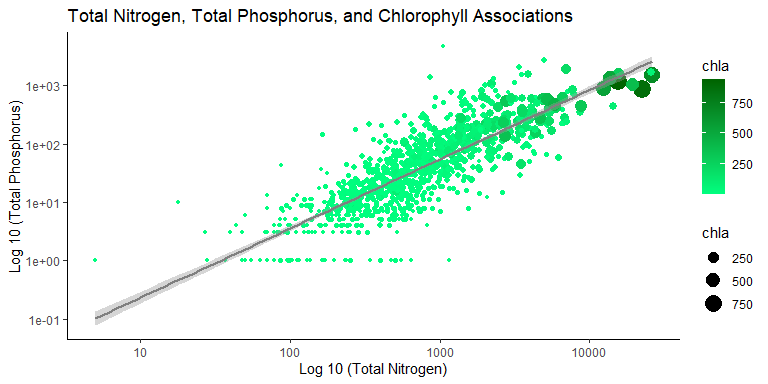 Total Nitrogen, Total Phosphorus, and Chlorophyll Associations
Log 10 (Total Phosphorus)
1e+03
1e+02
1e+01
1e+00
1e-01
10
100
1000
10000
Log 10 (Total Nitrogen)
chla
750
500
250
chla
250
500
750